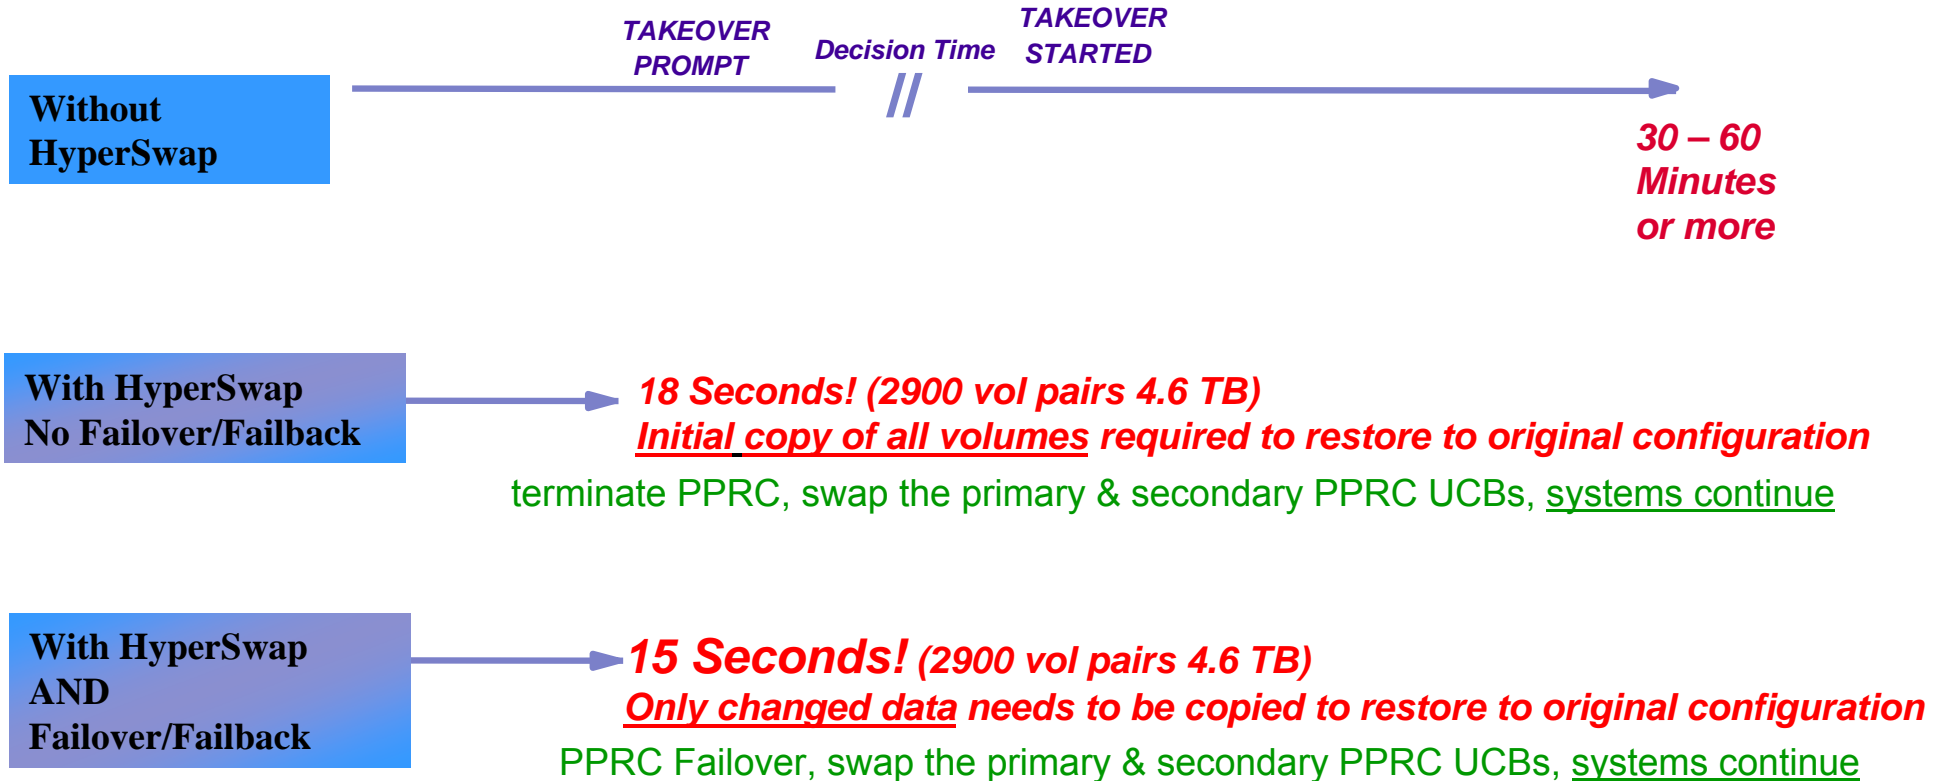 TAKEOVER
PROMPT
Decision Time
TAKEOVER
STARTED
Without
HyperSwap
30 – 60
Minutes
or more
With HyperSwap
No Failover/Failback
18 Seconds! (2900 vol pairs 4.6 TB)
Initial copy of all volumes required to restore to original configuration
terminate PPRC, swap the primary & secondary PPRC UCBs, systems continue
With HyperSwap
AND
Failover/Failback
15 Seconds! (2900 vol pairs 4.6 TB)
Only changed data needs to be copied to restore to original configuration
PPRC Failover, swap the primary & secondary PPRC UCBs, systems continue